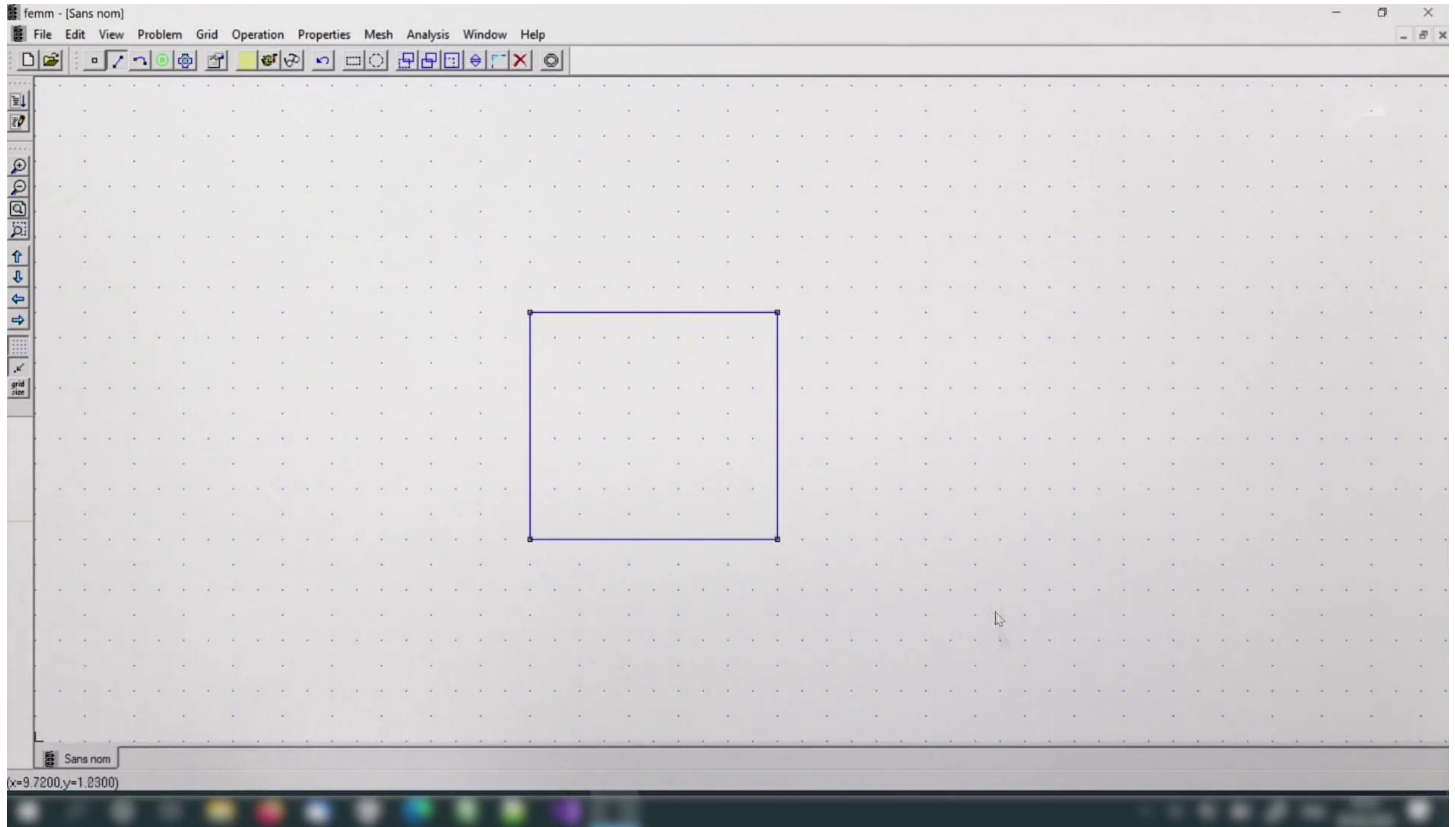 femm - [Sans nom]
File Edit View Problem Grid Operation Properties Mesh Analysis Window Help
grid
size
Sans nom
(x=9.7200,y=1.2300)